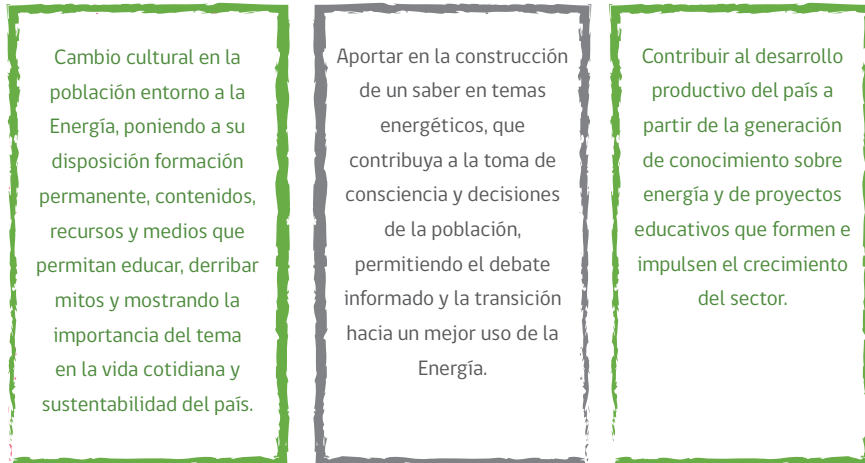 Cambio cultural en la
población entorno a la
Energía, poniendo a su
disposición formación
permanente, contenidos,
recursos y medios que
permitan educar, derribar
mitos y mostrando la
importancia del tema
en la vida cotidiana y
sustentabilidad del país.
Aportar en la construcción
de un saber en temas
energéticos, que
contribuya a la toma de
consciencia y decisiones
de la población,
permitiendo el debate
informado y la transición
hacia un mejor uso de la
Energía.
Contribuir al desarrollo
productivo del país a
partir de la generación
de conocimiento sobre
energía y de proyectos
educativos que formen e
impulsen el crecimiento
del sector.